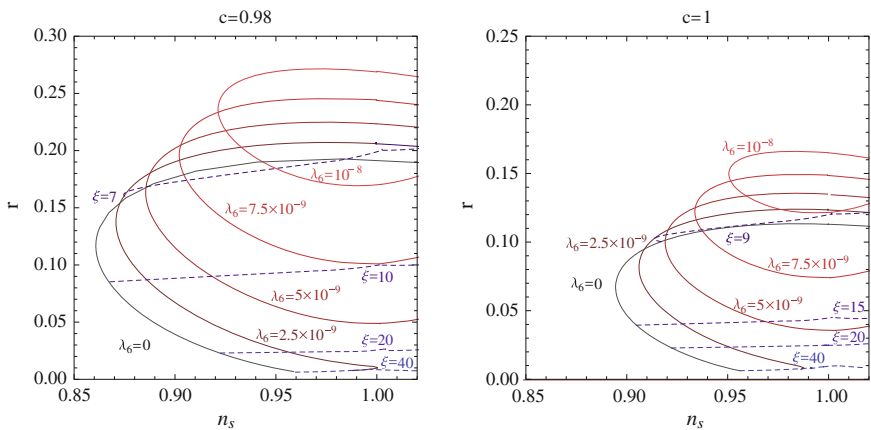 c=0.98
0.30
0.25
0.20
0.15
0.10
0.05
0.00
r
0.85
0.90
0.95
1.00
n_s
ξ=7
λ₆=10⁻⁸
λ₆=7.5×10⁻⁹
ξ=10
λ₆=5×10⁻⁹
λ₆=2.5×10⁻⁹
λ₆=0
ξ=20
ξ=40
c=1
0.25
0.20
0.15
0.10
0.05
0.00
r
0.85
0.90
0.95
1.00
n_s
λ₆=10⁻⁸
λ₆=2.5×10⁻⁹
ξ=9
λ₆=7.5×10⁻⁹
λ₆=0
λ₆=5×10⁻⁹
ξ=15
ξ=20
ξ=40